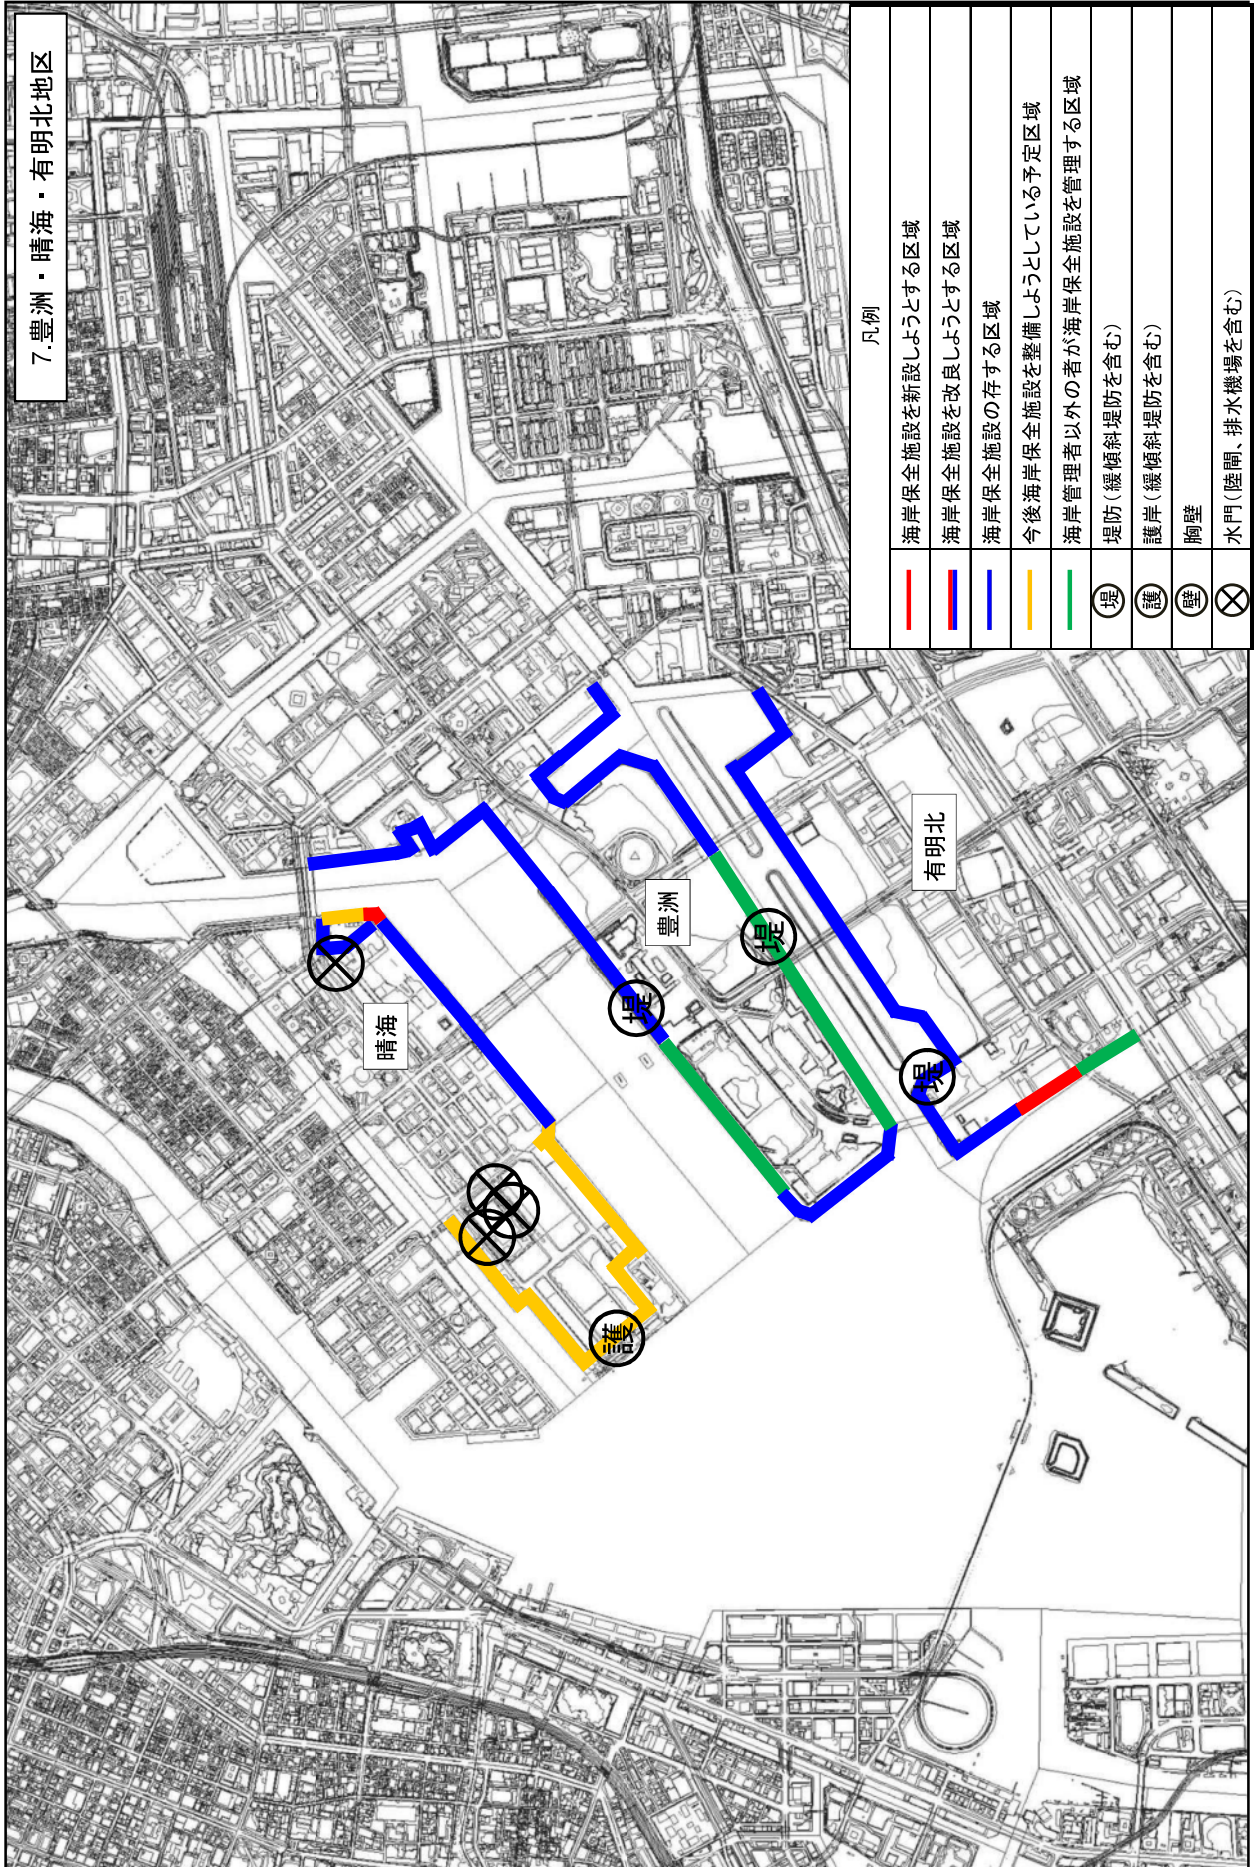 7.豊洲・晴海・有明北地区
凡例
海岸保全施設を新設しようとする区域
海岸保全施設を改良しようとする区域
海岸保全施設の存する区域
今後海岸保全施設を整備しようとしている予定区域
海岸管理者以外の者が海岸保全施設を管理する区域
堤 堤防(緩傾斜堤防を含む)
護 護岸(緩傾斜堤防を含む)
壁 胸壁
水門(陸閘、排水機場を含む)
晴海
豊洲
有明北
護
堤
堤
堤